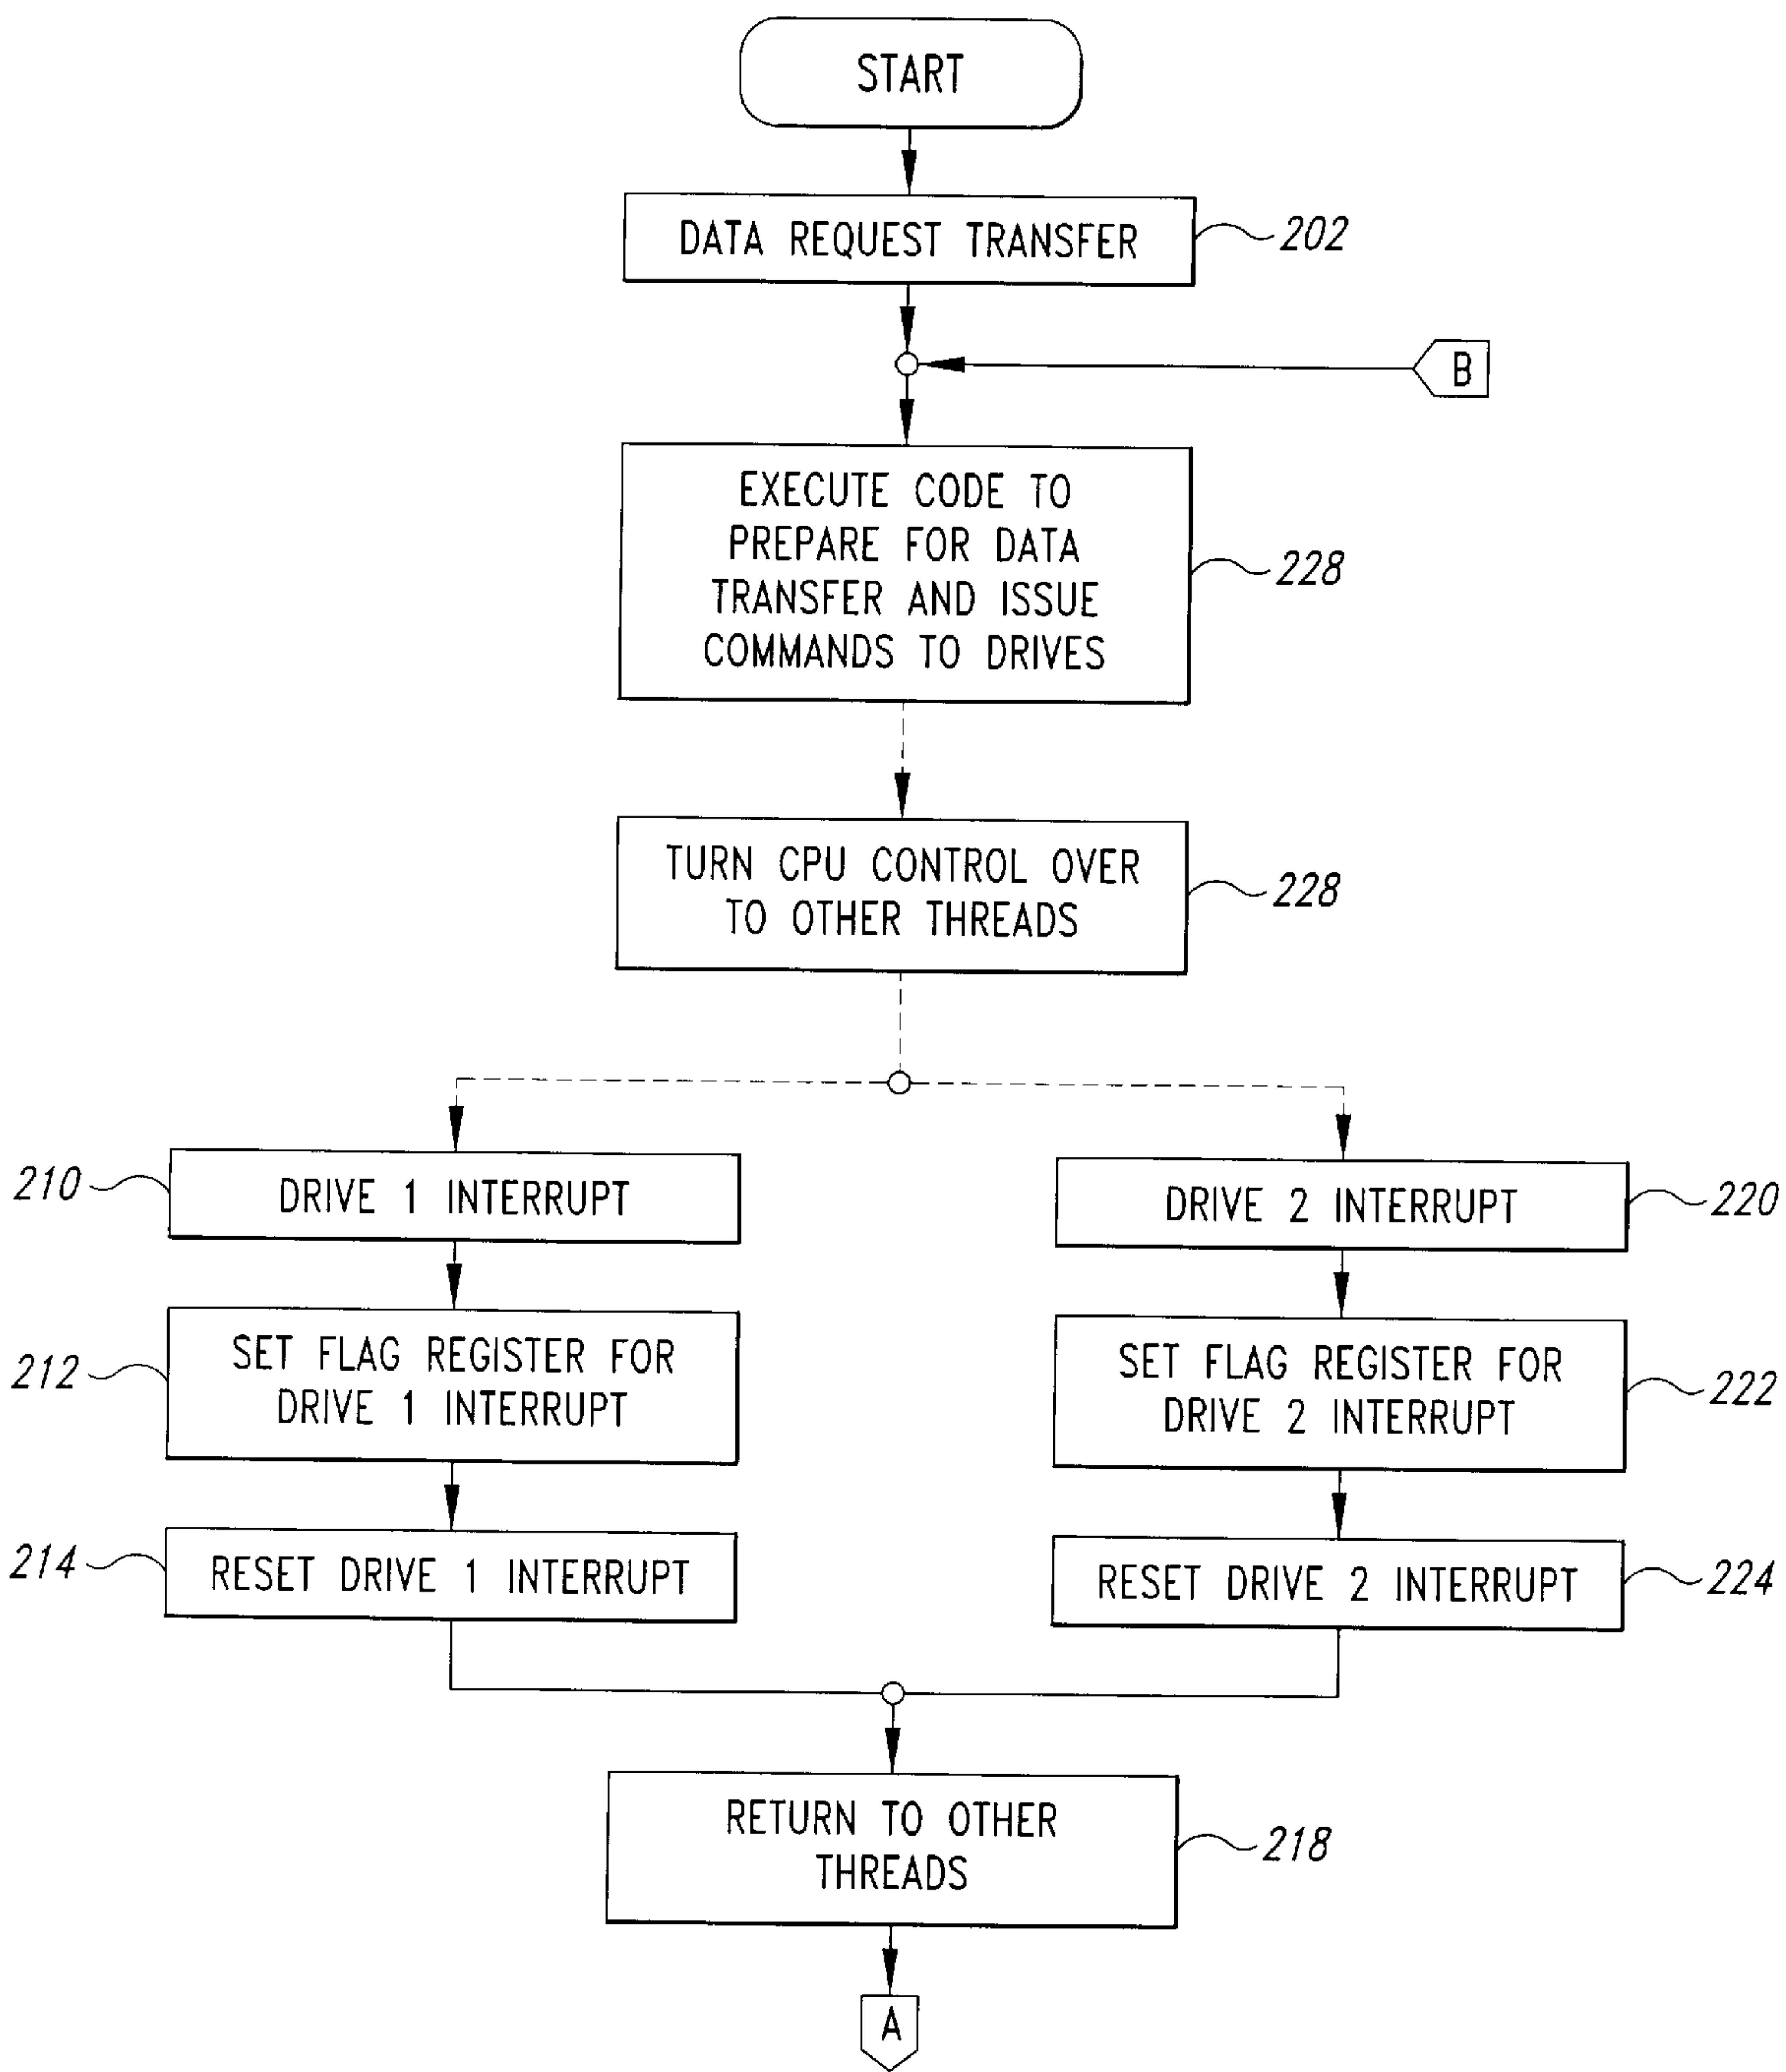 START
DATA REQUEST TRANSFER
202
B
EXECUTE CODE TO
PREPARE FOR DATA
TRANSFER AND ISSUE
COMMANDS TO DRIVES
228
TURN CPU CONTROL OVER
TO OTHER THREADS
228
210
DRIVE 1 INTERRUPT
DRIVE 2 INTERRUPT
220
212
SET FLAG REGISTER FOR
DRIVE 1 INTERRUPT
SET FLAG REGISTER FOR
DRIVE 2 INTERRUPT
222
214
RESET DRIVE 1 INTERRUPT
RESET DRIVE 2 INTERRUPT
224
RETURN TO OTHER
THREADS
218
A